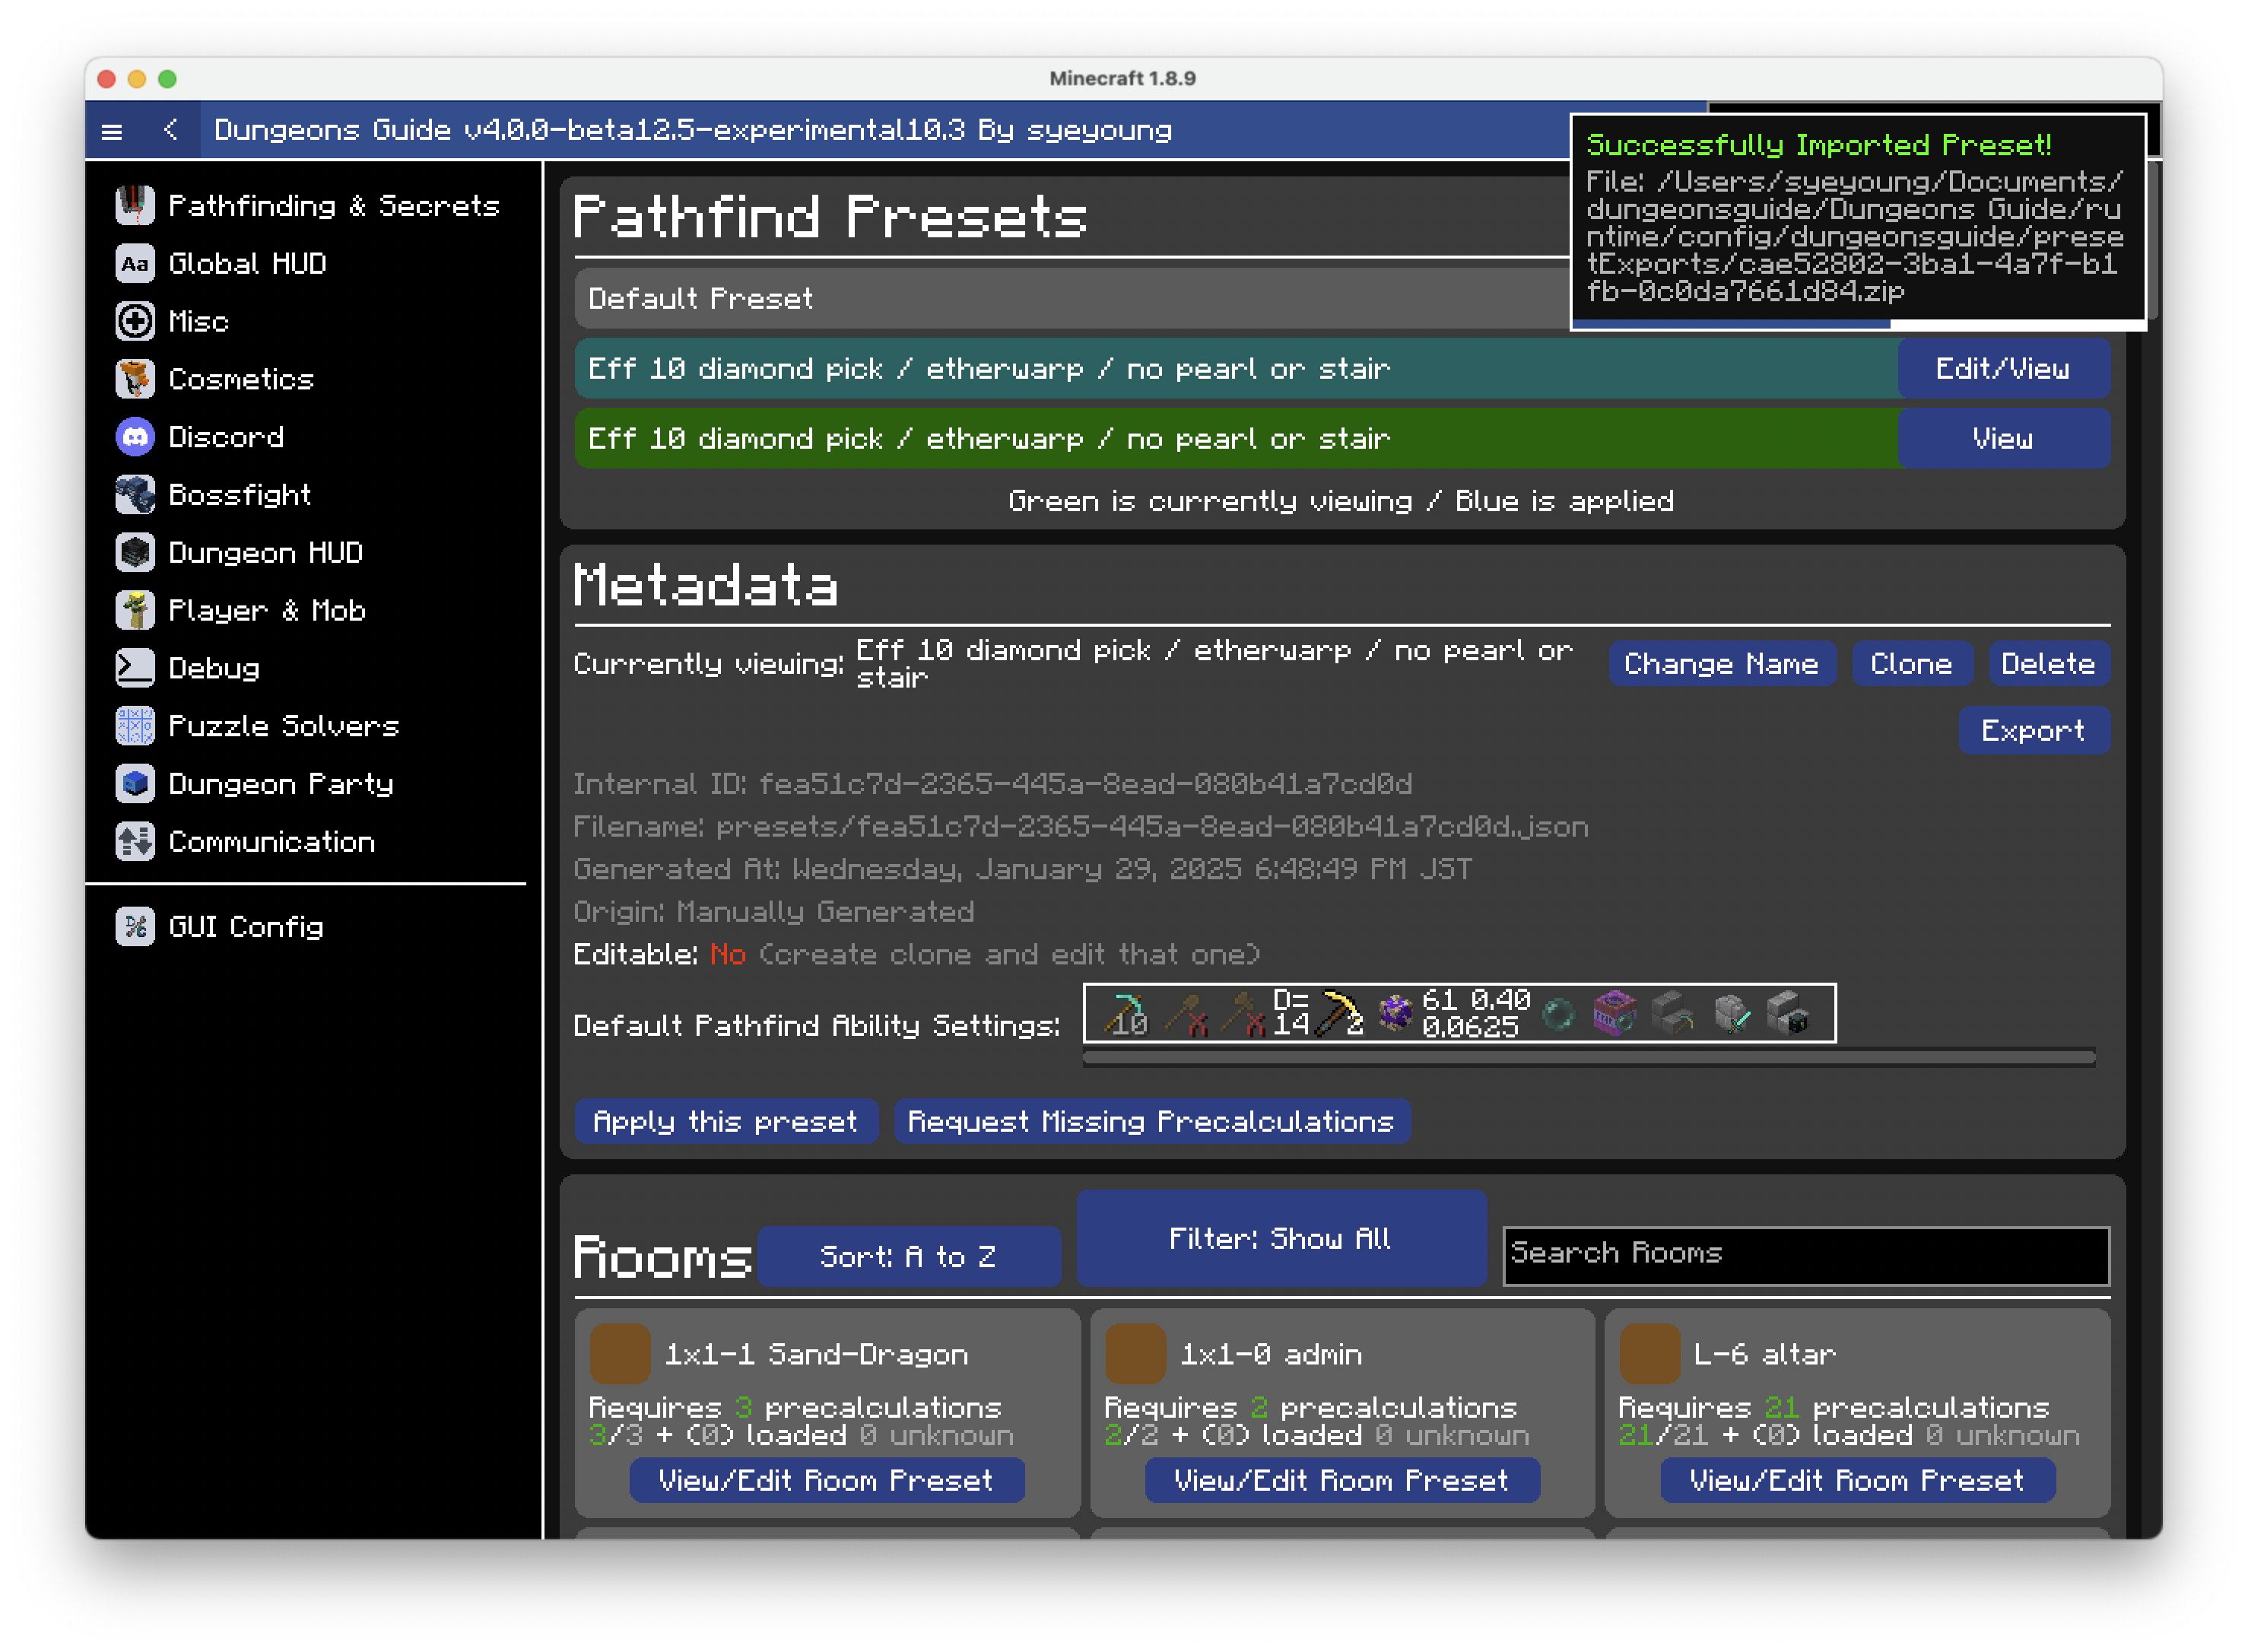 Minecraft 1.8.9
Dungeons Guide v4.0.0-beta12.5-experimental10.3 By syeyoung
Successfully Imported Preset!
File: /Users/syeyoung/Documents/
dungeonsguide/Dungeons Guide/ru
ntime/config/dungeonsguide/prese
tExports/cae52802-3ba1-4a7f-b1
fb-0c0da7661d84.zip
Pathfinding & Secrets
Global HUD
Misc
Cosmetics
Discord
Bossfight
Dungeon HUD
Player & Mob
Debug
Puzzle Solvers
Dungeon Party
Communication
GUI Config
Pathfind Presets
Default Preset
Eff 10 diamond pick / etherwarp / no pearl or stair Edit/View
Eff 10 diamond pick / etherwarp / no pearl or stair View
Green is currently viewing / Blue is applied
Metadata
Currently viewing: Eff 10 diamond pick / etherwarp / no pearl or
stair
Change Name Clone Delete
Export
Internal ID: fea51c7d-2365-445a-8ead-080b41a7cd0d
Filename: presets/fea51c7d-2365-445a-8ead-080b41a7cd0d.json
Generated At: Wednesday, January 29, 2025 6:48:49 PM JST
Origin: Manually Generated
Editable: No (create clone and edit that one)
Default Pathfind Ability Settings:
10 D= 14 2 61 0.40
0.0625
Apply this preset Request Missing Precalculations
Rooms Sort: A to Z Filter: Show All Search Rooms
1x1-1 Sand-Dragon
Requires 3 precalculations
3/3 + (0) loaded 0 unknown
View/Edit Room Preset
1x1-0 admin
Requires 2 precalculations
2/2 + (0) loaded 0 unknown
View/Edit Room Preset
L-6 altar
Requires 21 precalculations
21/21 + (0) loaded 0 unknown
View/Edit Room Preset